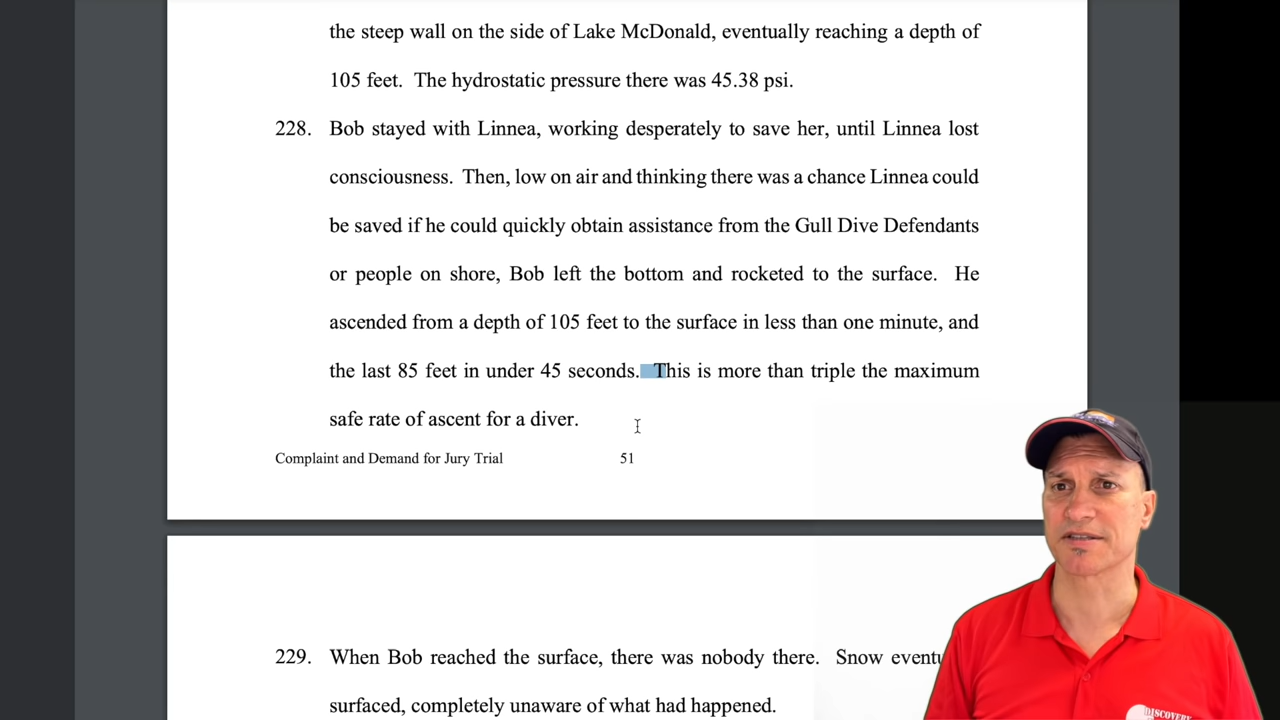 the steep wall on the side of Lake McDonald, eventually reaching a depth of
105 feet. The hydrostatic pressure there was 45.38 psi.
228. Bob stayed with Linnea, working desperately to save her, until Linnea lost
consciousness. Then, low on air and thinking there was a chance Linnea could
be saved if he could quickly obtain assistance from the Gull Dive Defendants
or people on shore, Bob left the bottom and rocketed to the surface. He
ascended from a depth of 105 feet to the surface in less than one minute, and
the last 85 feet in under 45 seconds. This is more than triple the maximum
safe rate of ascent for a diver.
Complaint and Demand for Jury Trial 51
229. When Bob reached the surface, there was nobody there. Snow
surfaced, completely unaware of what had happened.
DISCOVERY